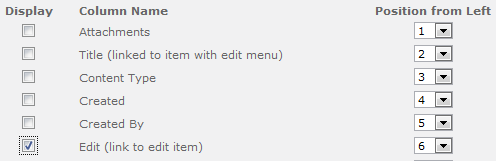 Display Column Name Position from Left
Attachments 1
Title (linked to item with edit menu) 2
Content Type 3
Created 4
Created By 5
Edit (link to edit item) 6